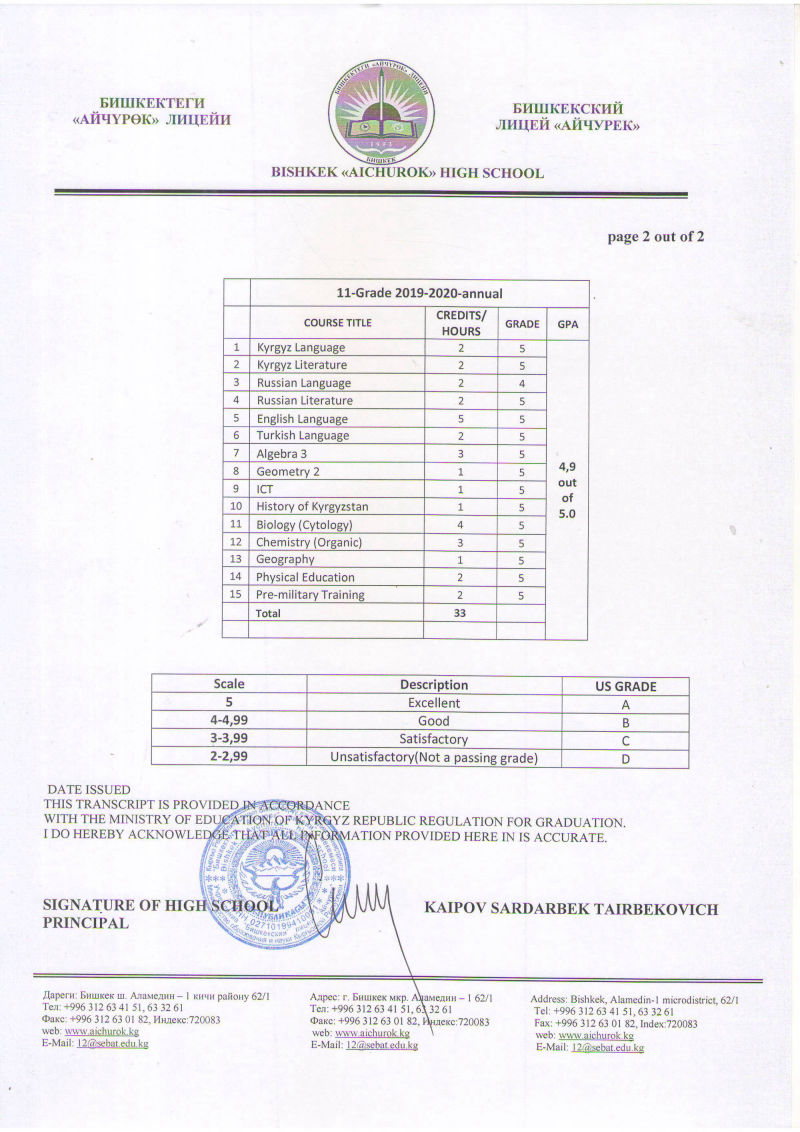 БИШКЕКТЕГИ
«АЙЧҮРӨК» ЛИЦЕЙИ
БИШКЕКТЕГИ «АЙЧҮРӨК» ЛИЦЕЙИ
БИШКЕК
БИШКЕКСКИЙ
ЛИЦЕЙ «АЙЧУРЕК»
BISHKEK «AICHUROK» HIGH SCHOOL
page 2 out of 2
11-Grade 2019-2020-annual
COURSE TITLE CREDITS/ HOURS GRADE GPA
1 Kyrgyz Language 2 5
2 Kyrgyz Literature 2 5
3 Russian Language 2 4
4 Russian Literature 2 5
5 English Language 5 5
6 Turkish Language 2 5
7 Algebra 3 3 5
8 Geometry 2 1 5
9 ICT 1 5
10 History of Kyrgyzstan 1 5
11 Biology (Cytology) 4 5
12 Chemistry (Organic) 3 5
13 Geography 1 5
14 Physical Education 2 5
15 Pre-military Training 2 5
Total 33
4,9
out
of
5.0
Scale Description US GRADE
5 Excellent A
4-4,99 Good B
3-3,99 Satisfactory C
2-2,99 Unsatisfactory(Not a passing grade) D
DATE ISSUED
THIS TRANSCRIPT IS PROVIDED IN ACCORDANCE
WITH THE MINISTRY OF EDUCATION OF KYRGYZ REPUBLIC REGULATION FOR GRADUATION.
I DO HEREBY ACKNOWLEDGE THAT ALL INFORMATION PROVIDED HERE IN IS ACCURATE.
SIGNATURE OF HIGH SCHOOL
PRINCIPAL
KAIPOV SARDARBEK TAIRBEKOVICH
Дареги: Бишкек ш. Аламедин – 1 кичи району 62/1
Тел: +996 312 63 41 51, 63 32 61
Факс: +996 312 63 01 82, Индекс:720083
web: www.aichurok.kg
E-Mail: 12@sebat.edu.kg
Адрес: г. Бишкек мкр. Аламедин – 1 62/1
Тел: +996 312 63 41 51, 63 32 61
Факс: +996 312 63 01 82, Индекс:720083
web: www.aichurok.kg
E-Mail: 12@sebat.edu.kg
Address: Bishkek, Alamedin-1 microdistrict, 62/1
Tel: +996 312 63 41 51, 63 32 61
Fax: +996 312 63 01 82, Index:720083
web: www.aichurok.kg
E-Mail: 12@sebat.edu.kg